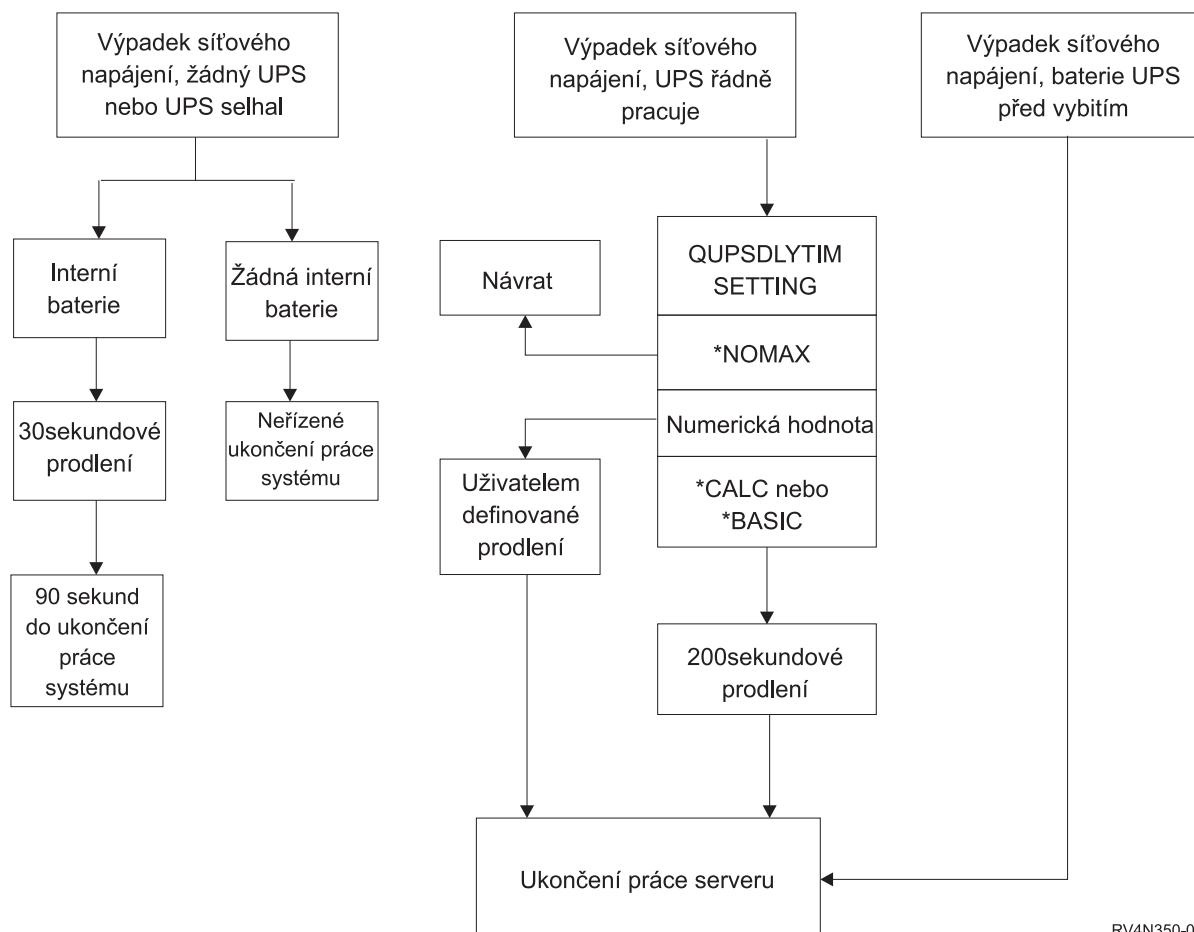 Výpadek síťového
napájení, žádný UPS
nebo UPS selhal
Výpadek síťového
napájení, UPS řádně
pracuje
Výpadek síťového
napájení, baterie UPS
před vybitím
Interní
baterie
Žádná interní
baterie
Návrat
QUPSDLYTIM
SETTING
*NOMAX
Numerická hodnota
*CALC nebo
*BASIC
30sekundové
prodlení
Neřízené
ukončení práce
systému
Uživatelem
definované
prodlení
90 sekund
do ukončení
práce
systému
200sekundové
prodlení
Ukončení práce serveru
RV4N350-0